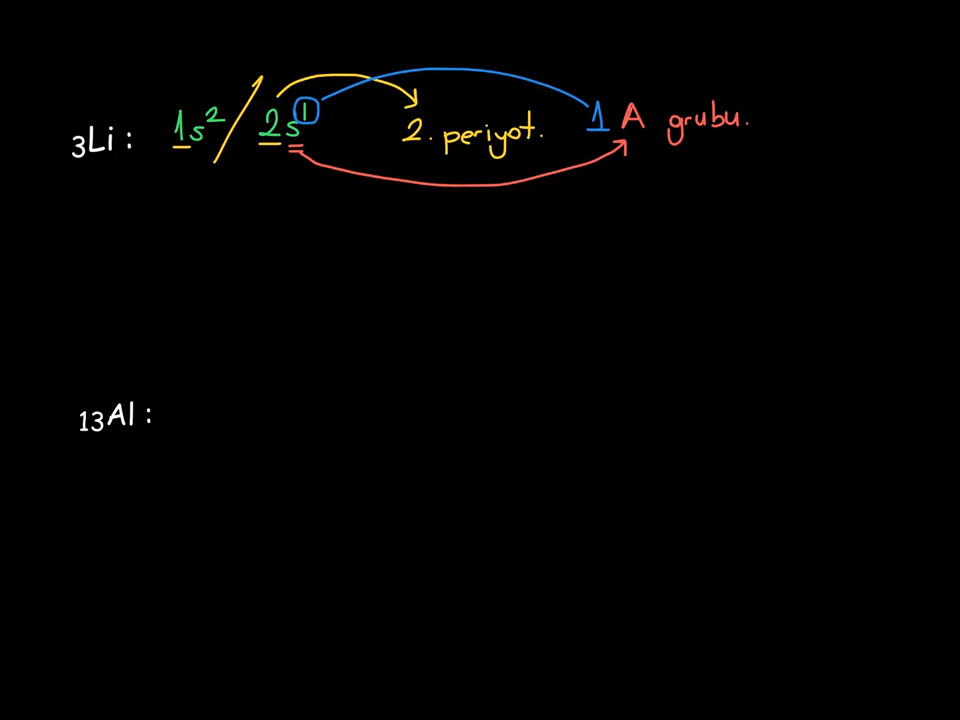 ₃Li : 1s² / 2s¹ 2. periyot. 1 A grubu.
₁₃Al :